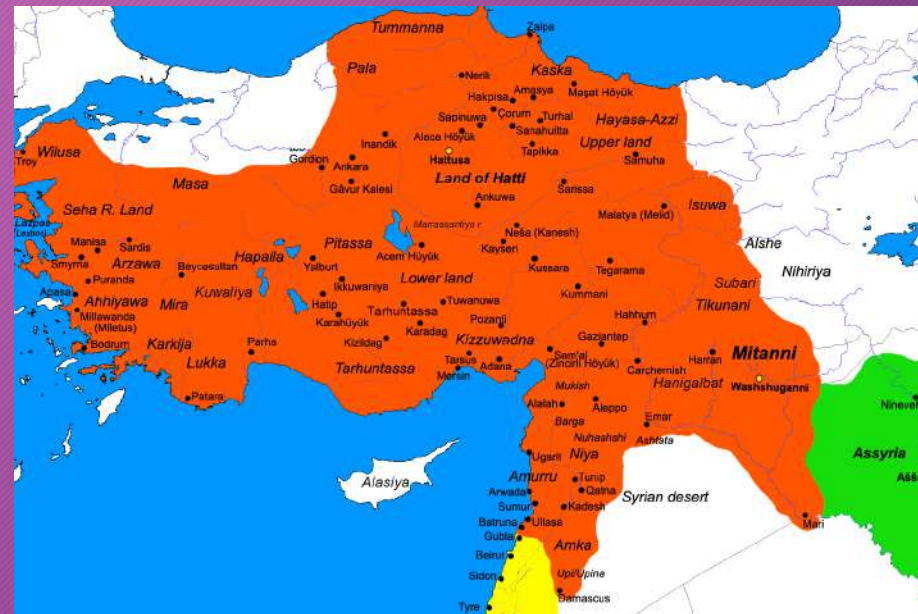 Tummanna
Zalpa
Pala
Nerik
Kaska
Maşat Höyük
Amasya
Hakpisa
Çorum
Turhal
Hayasa-Azzi
Sapinuwa
Alaca Höyük
Sanahuitta
Inandik
Upper land
Wilusa
Troy
Gordion
Ankara
Hattusa
Tapikka
Samuha
Masa
Gâvur Kalesi
Land of Hatti
Sarissa
Ankuwa
Isuwa
Seha R. Land
Malatya (Melid)
Lazpas
(Lesbos)
Marrassantiya r.
Neša (Kanesh)
Manisa
Sardis
Pitassa
Acem Hüyük
Kayseri
Alshe
Smyrna
Arzawa
Hapalla
Yalburt
Kussara
Tegarama
Nihiriya
Puranda
Beycesultan
Ikkuwaniya
Lower land
Subari
Apasa
Ahhiyawa
Mira
Kuwaliya
Hatip
Tuwanuwa
Kummani
Tikunani
Millawanda
(Miletus)
Tarhuntassa
Karahüyük
Karadag
Pozanti
Hahhum
Bodrum
Karkija
Parha
Kizildag
Kizzuwadna
Gaziantep
Mitanni
Lukka
Tarhuntassa
Tarsus
Adana
Sam'al
(Zincirli Höyük)
Harran
Carchemish
Mersin
Hanigalbat
Washshuganni
Patara
Mukish
Alalah
Aleppo
Barga
Emar
Nuhashshi
Ashtata
Ugarit
Niya
Assyria
Alasiya
Amurru
Tunip
Arwada
Qatna
Syrian desert
Sumur
Kadesh
Batruna
Ullasa
Mari
Gubla
Amka
Beirut
Upi/Upine
Sidon
Damascus
Tyre